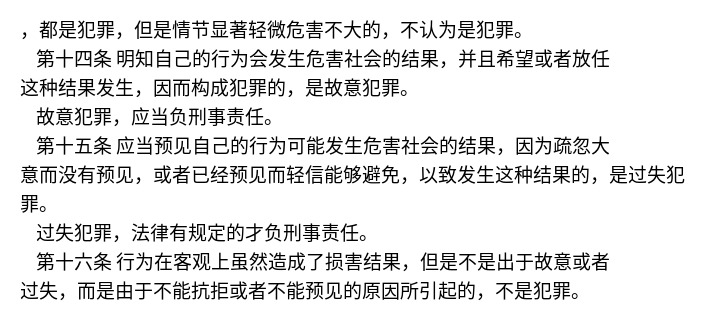 ，都是犯罪，但是情节显著轻微危害不大的，不认为是犯罪。
第十四条 明知自己的行为会发生危害社会的结果，并且希望或者放任
这种结果发生，因而构成犯罪的，是故意犯罪。
故意犯罪，应当负刑事责任。
第十五条 应当预见自己的行为可能发生危害社会的结果，因为疏忽大
意而没有预见，或者已经预见而轻信能够避免，以致发生这种结果的，是过失犯
罪。
过失犯罪，法律有规定的才负刑事责任。
第十六条 行为在客观上虽然造成了损害结果，但是不是出于故意或者
过失，而是由于不能抗拒或者不能预见的原因所引起的，不是犯罪。